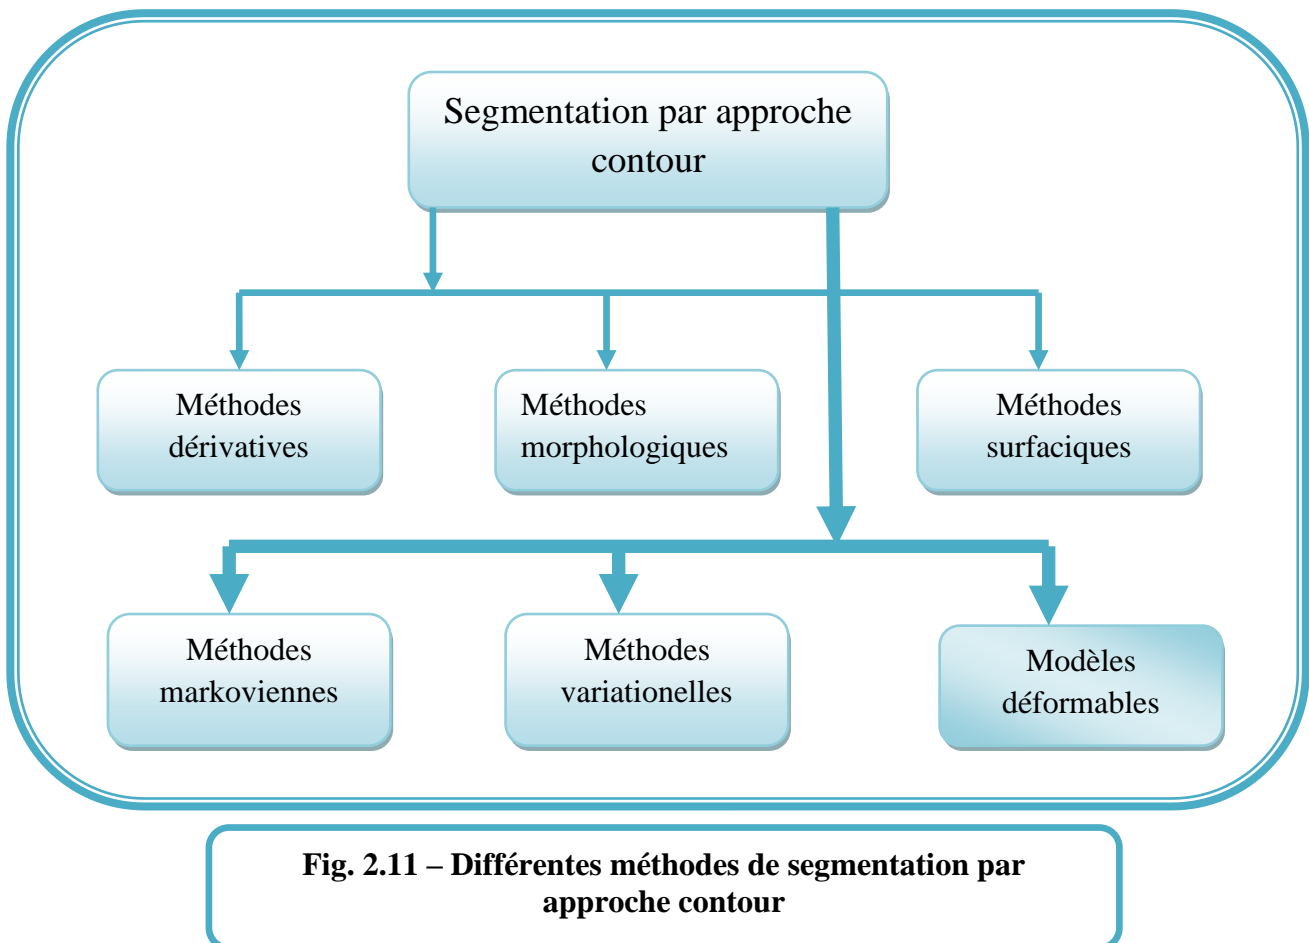 Segmentation par approche
contour
Méthodes
dérivatives
Méthodes
morphologiques
Méthodes
surfaciques
Méthodes
markoviennes
Méthodes
variationelles
Modèles
déformables
Fig. 2.11 – Différentes méthodes de segmentation par
approche contour